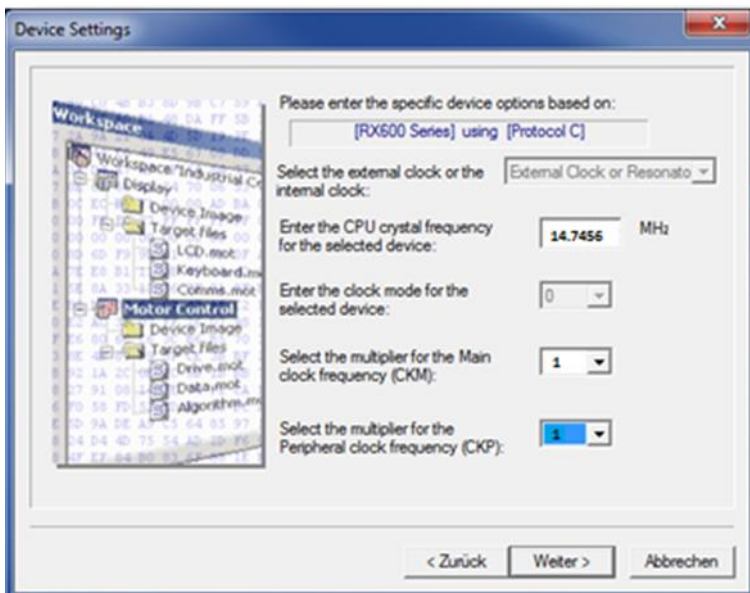 Device Settings
Please enter the specific device options based on:
[RX600 Series] using [Protocol C]
Select the external clock or the
internal clock:
External Clock or Resonato
Enter the CPU crystal frequency
for the selected device:
14.7456
MHz
Enter the clock mode for the
selected device:
0
Select the multiplier for the Main
clock frequency (CKM):
1
Select the multiplier for the
Peripheral clock frequency (CKP):
1
Workspace
Workspace "Industrial Co
Display
Device Image
Target files
LCD.mot
Keyboard.m
Comms.mot
Motor Control
Device Image
Target Files
Drive.mot
Data.mot
Algorithm.m
< Zurück
Weiter >
Abbrechen